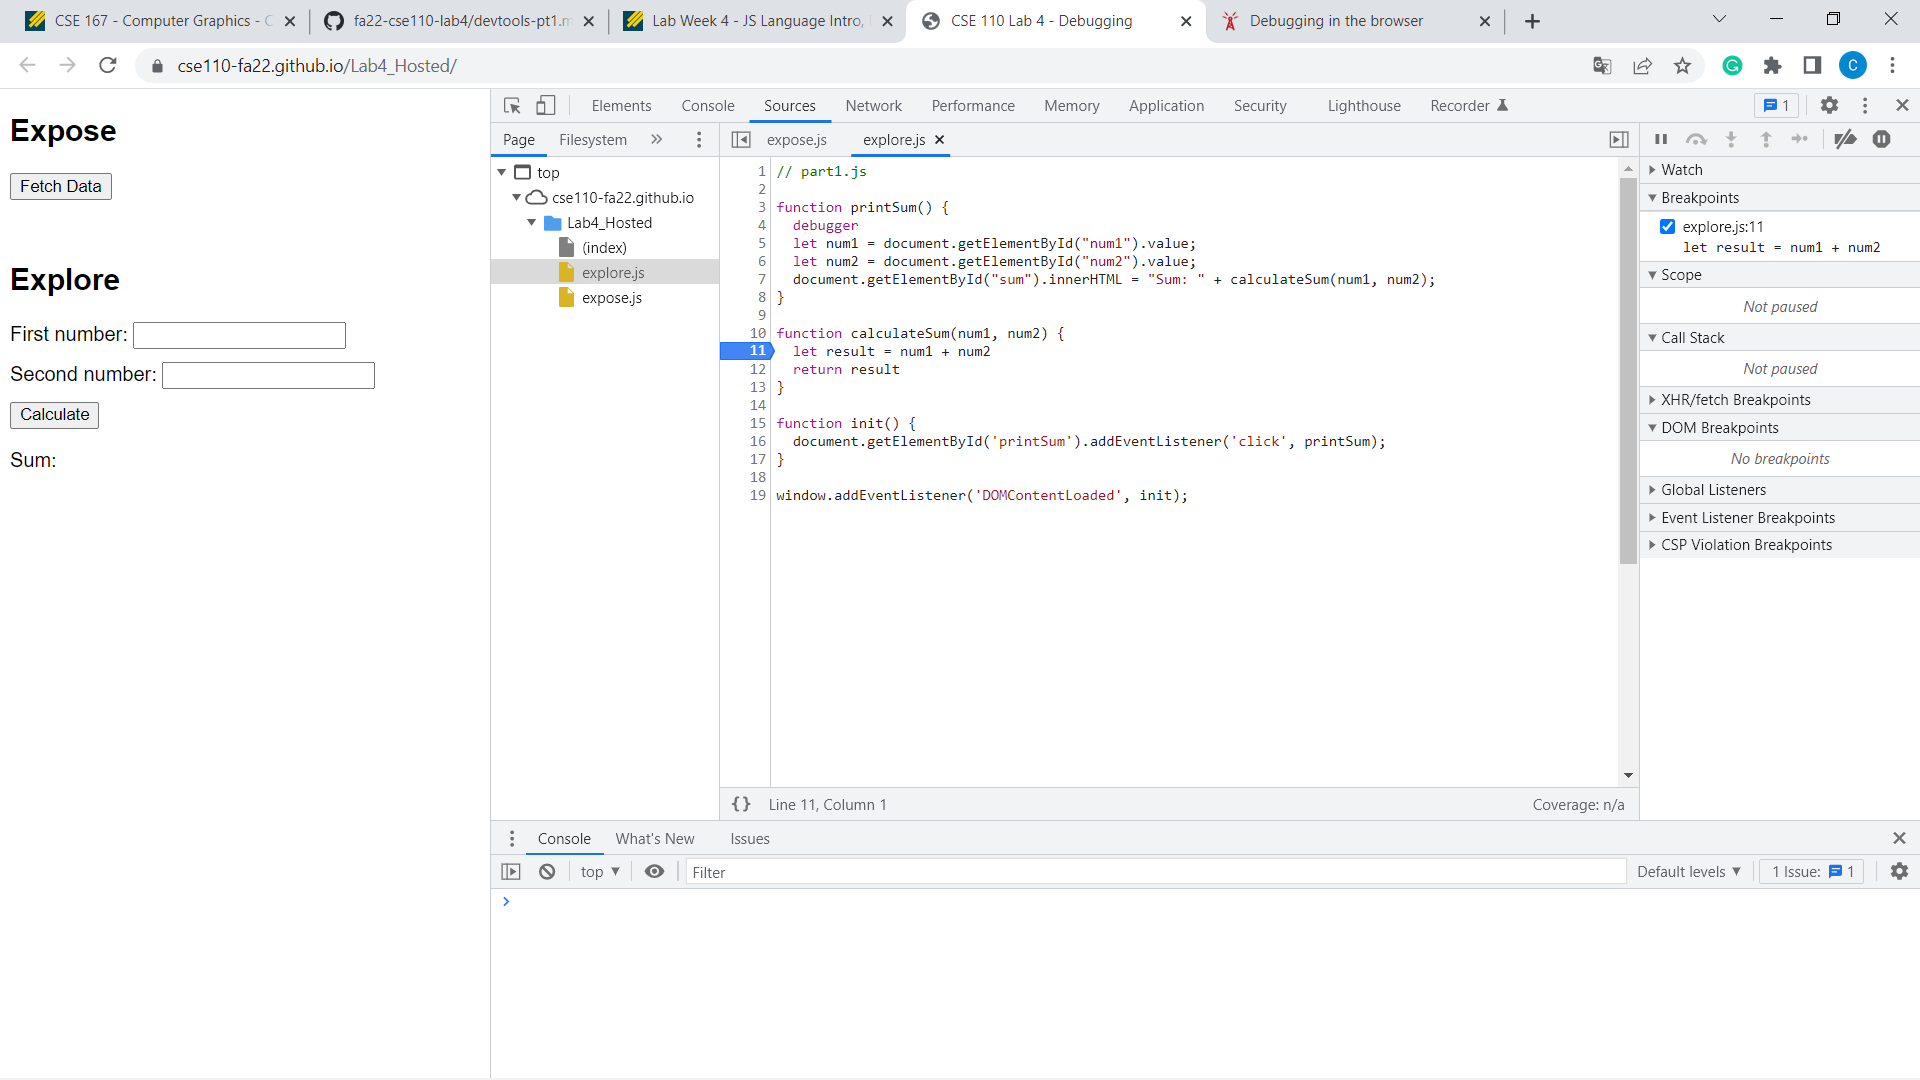 CSE 167 - Computer Graphics - C
fa22-cse110-lab4/devtools-pt1.m
Lab Week 4 - JS Language Intro,
CSE 110 Lab 4 - Debugging
Debugging in the browser
cse110-fa22.github.io/Lab4_Hosted/
C
Expose
Fetch Data
Explore
First number:
Second number:
Calculate
Sum:
Elements Console Sources Network Performance Memory Application Security Lighthouse Recorder 1
Page Filesystem
top
cse110-fa22.github.io
Lab4_Hosted
(index)
explore.js
expose.js
expose.js explore.js
1 // part1.js
2
3 function printSum() {
4 debugger
5 let num1 = document.getElementById("num1").value;
6 let num2 = document.getElementById("num2").value;
7 document.getElementById("sum").innerHTML = "Sum: " + calculateSum(num1, num2);
8 }
9
10 function calculateSum(num1, num2) {
11 let result = num1 + num2
12 return result
13 }
14
15 function init() {
16 document.getElementById('printSum').addEventListener('click', printSum);
17 }
18
19 window.addEventListener('DOMContentLoaded', init);
{} Line 11, Column 1 Coverage: n/a
Watch
Breakpoints
explore.js:11
let result = num1 + num2
Scope
Not paused
Call Stack
Not paused
XHR/fetch Breakpoints
DOM Breakpoints
No breakpoints
Global Listeners
Event Listener Breakpoints
CSP Violation Breakpoints
Console What's New Issues
top Filter Default levels 1 Issue: 1